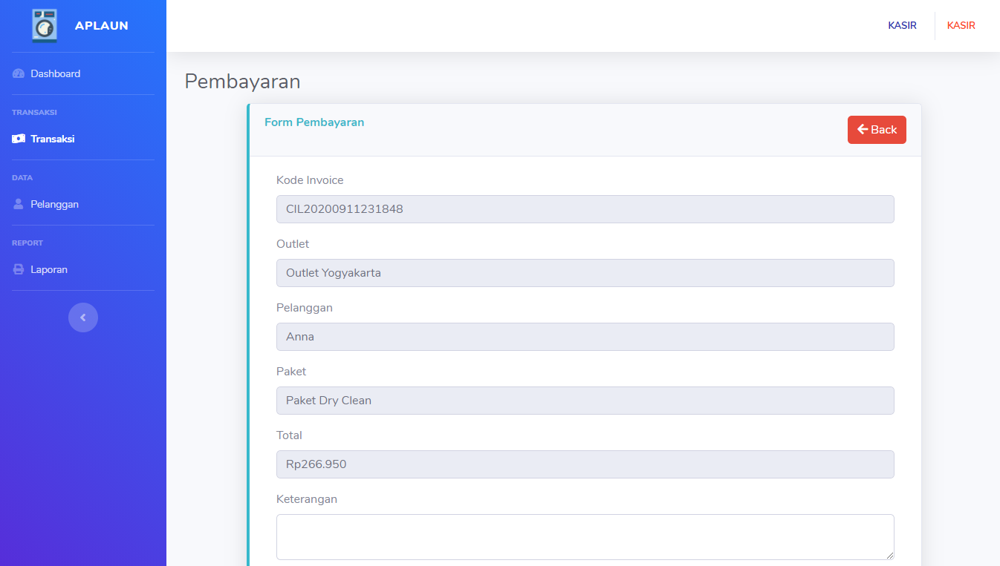 APLAUN
KASIR
KASIR
Dashboard
TRANSAKSI
Transaksi
DATA
Pelanggan
REPORT
Laporan
Pembayaran
Form Pembayaran
Back
Kode Invoice
CIL20200911231848
Outlet
Outlet Yogyakarta
Pelanggan
Anna
Paket
Paket Dry Clean
Total
Rp266.950
Keterangan